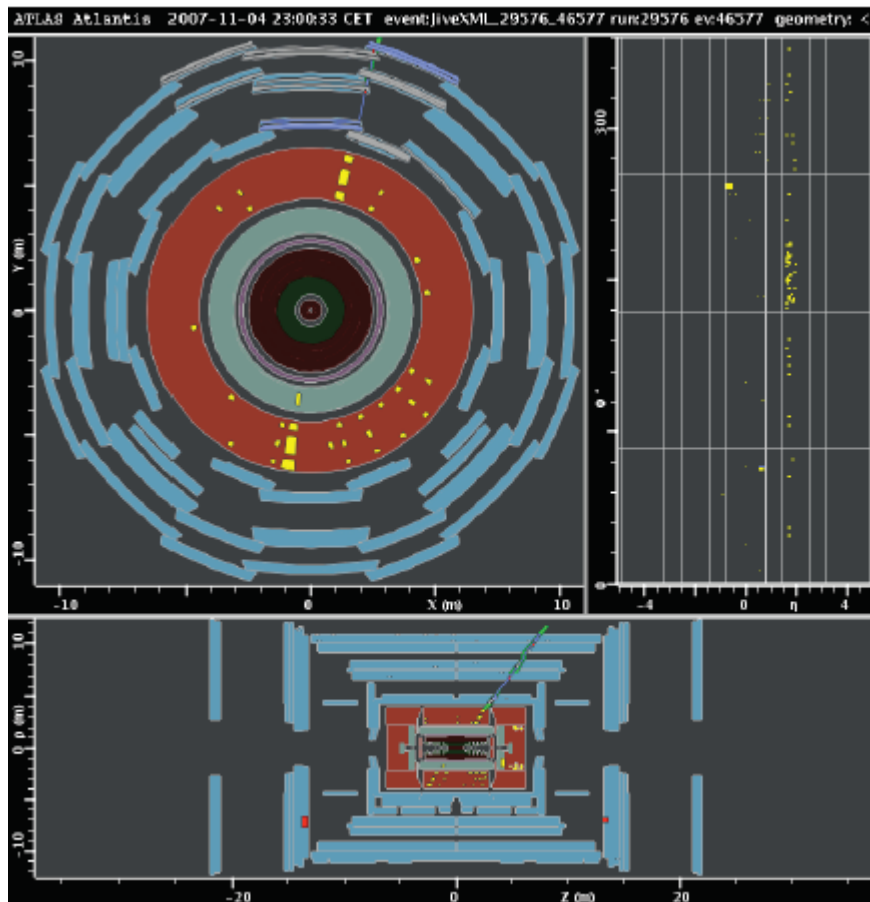 ATLAS Atlantis 2007-11-04 23:00:33 CET event:JiveXML_29576_46577 run:29576 ev:46577 geometry: <
10
Y (m)
0
-10
-10 0 X (m) 10
300
0 °
0
-4 0 η 4
10
0 ρ (m)
-10
-20 0 Z (m) 20